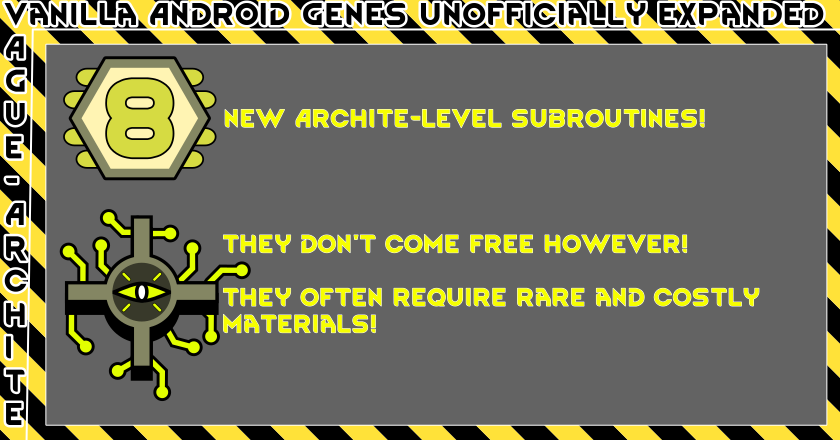 VANILLA ANDROID GENES UNOFFICIALLY EXPANDED
VAGUE-ARCHITE
8
NEW ARCHITE-LEVEL SUBROUTINES!
THEY DON'T COME FREE HOWEVER!
THEY OFTEN REQUIRE RARE AND COSTLY
MATERIALS!